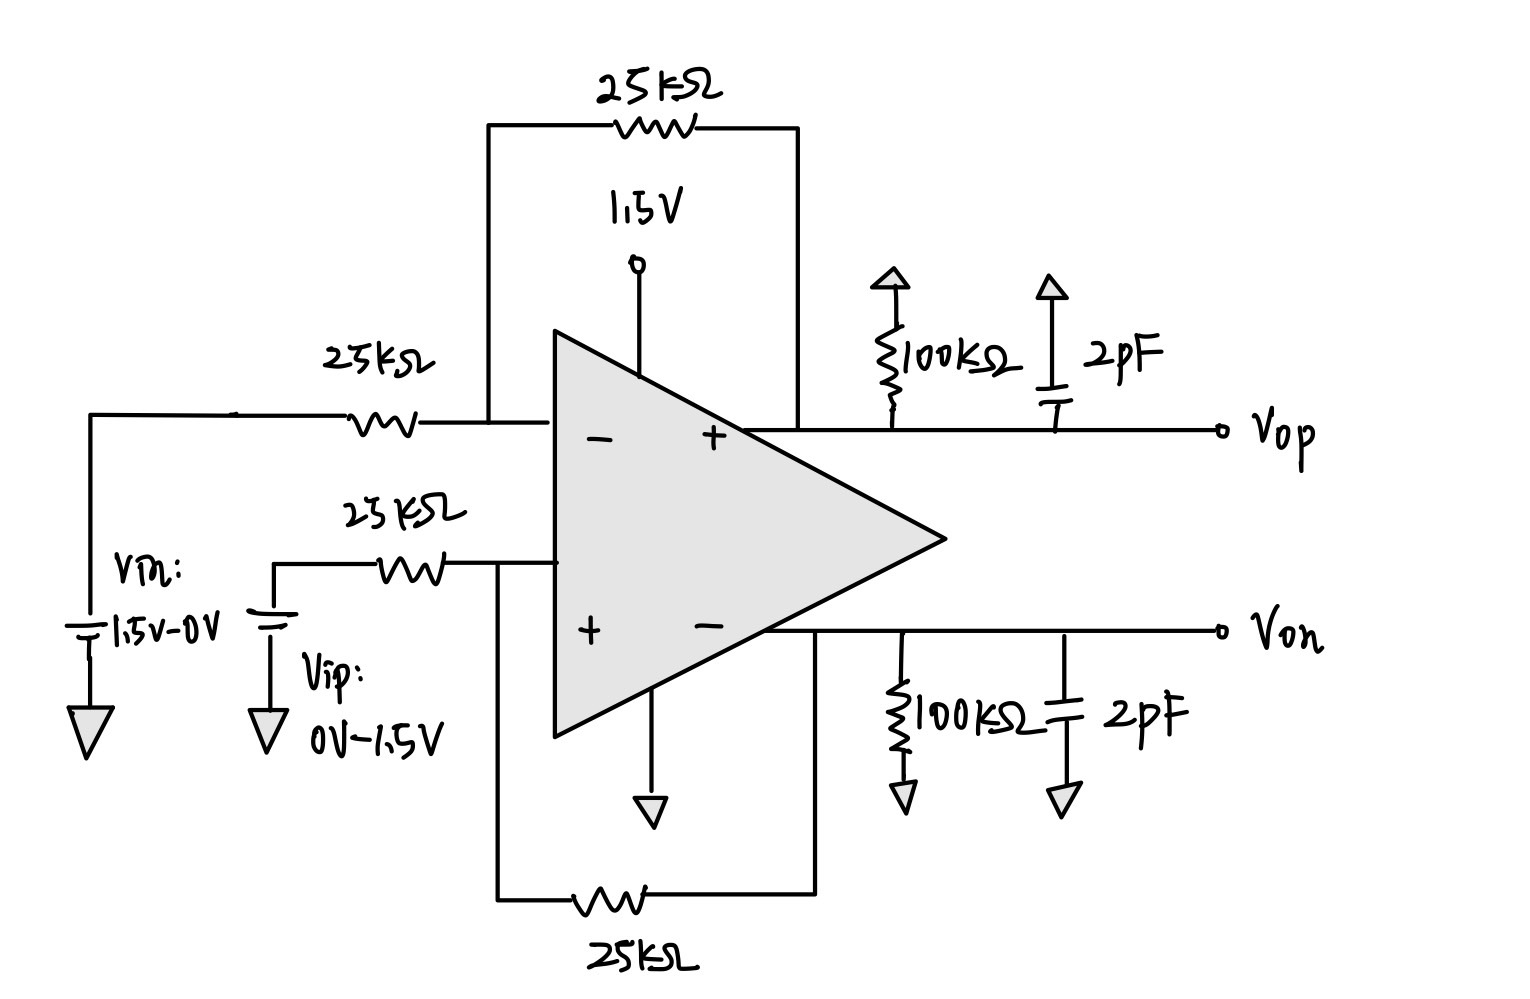 25kΩ
1.5V
25kΩ
100kΩ
2pF
- +
Vop
25kΩ
Vin:
1.5V-0V
+ -
Von
Vip:
0V-1.5V
100kΩ
2pF
25kΩ